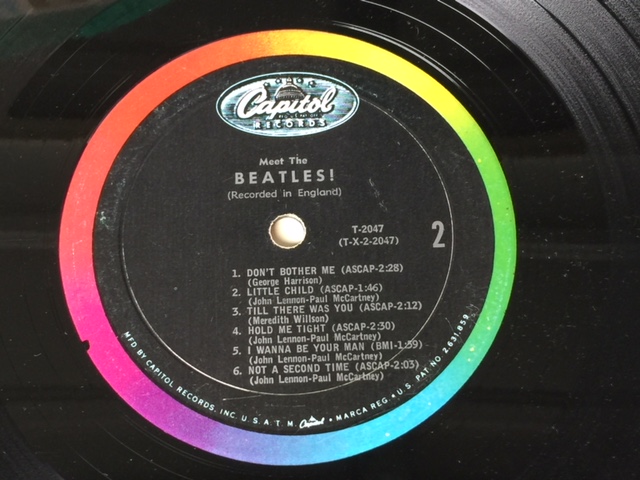 Capitol
RECORDS
Meet The
BEATLES!
(Recorded in England)
T-2047
(T-X-2-2047)
2
1. DON'T BOTHER ME (ASCAP-2:28)
(George Harrison)
2. LITTLE CHILD (ASCAP-1:46)
(John Lennon-Paul McCartney)
3. TILL THERE WAS YOU (ASCAP-2:12)
(Meredith Willson)
4. HOLD ME TIGHT (ASCAP-2:30)
(John Lennon-Paul McCartney)
5. I WANNA BE YOUR MAN (BMI-1:59)
(John Lennon-Paul McCartney)
6. NOT A SECOND TIME (ASCAP-2:03)
(John Lennon-Paul McCartney)
MFD BY CAPITOL RECORDS, INC. U.S.A. T.M. Capitol • MARCA REG. • U.S. PAT. NO. 2,631,859